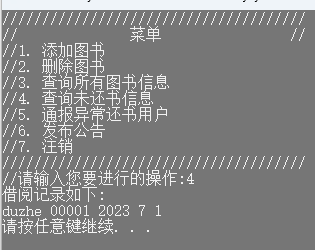 //////////////////////////////////////
//              菜单              //
//1. 添加图书
//2. 删除图书
//3. 查询所有图书信息
//4. 查询未还书信息
//5. 通报异常还书用户
//6. 发布公告
//7. 注销
//////////////////////////////////////
//请输入您要进行的操作:4
借阅记录如下:
duzhe 00001 2023 7 1
请按任意键继续. . .